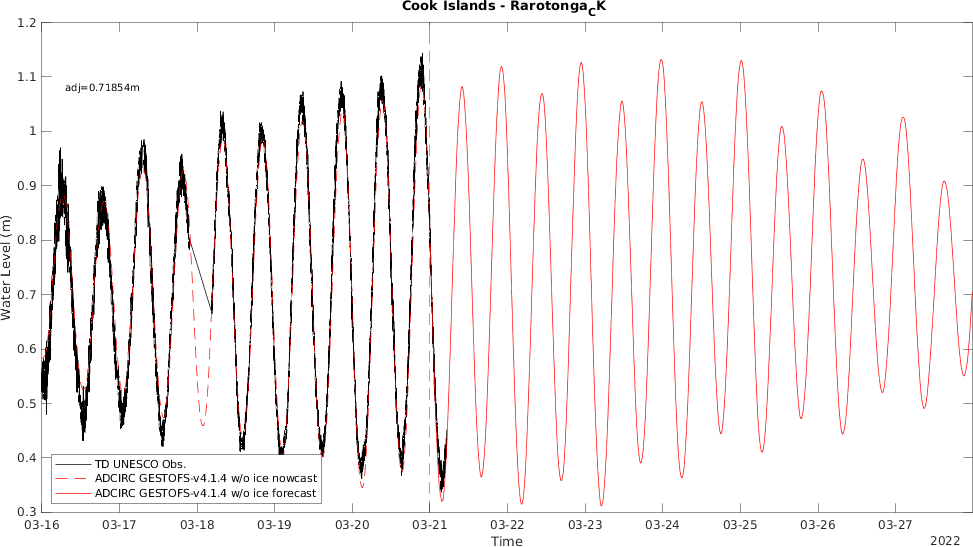 Cook Islands - Rarotonga_CK
adj=0.71854m
Water Level (m)
1.2
1.1
1
0.9
0.8
0.7
0.6
0.5
0.4
0.3
TD UNESCO Obs.
ADCIRC GESTOFS-v4.1.4 w/o ice nowcast
ADCIRC GESTOFS-v4.1.4 w/o ice forecast
03-16 03-17 03-18 03-19 03-20 03-21 03-22 03-23 03-24 03-25 03-26 03-27
Time
2022